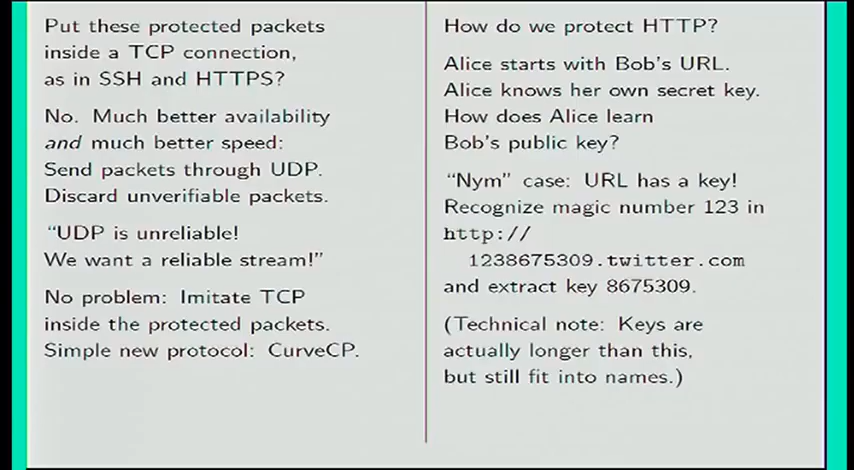 Put these protected packets
inside a TCP connection,
as in SSH and HTTPS?
No. Much better availability
and much better speed:
Send packets through UDP.
Discard unverifiable packets.
“UDP is unreliable!
We want a reliable stream!”
No problem: Imitate TCP
inside the protected packets.
Simple new protocol: CurveCP.
How do we protect HTTP?
Alice starts with Bob's URL.
Alice knows her own secret key.
How does Alice learn
Bob's public key?
“Nym” case: URL has a key!
Recognize magic number 123 in
http://
1238675309.twitter.com
and extract key 8675309.
(Technical note: Keys are
actually longer than this,
but still fit into names.)